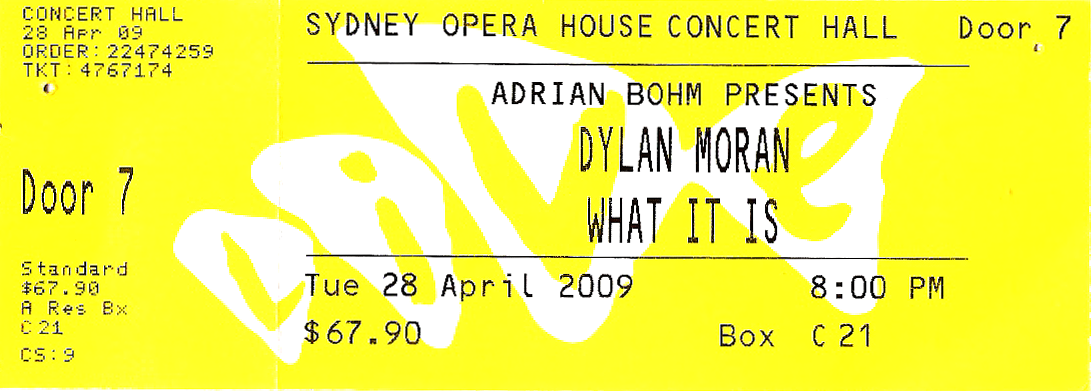 CONCERT HALL
28 Apr 09
ORDER:22474259
TKT:4767174
Door 7
Standard
$67.90
A Res Bx
C 21
CS:9
SYDNEY OPERA HOUSE CONCERT HALL Door 7
ADRIAN BOHM PRESENTS
DYLAN MORAN
WHAT IT IS
Tue 28 April 2009 8:00 PM
$67.90 Box C 21
Live